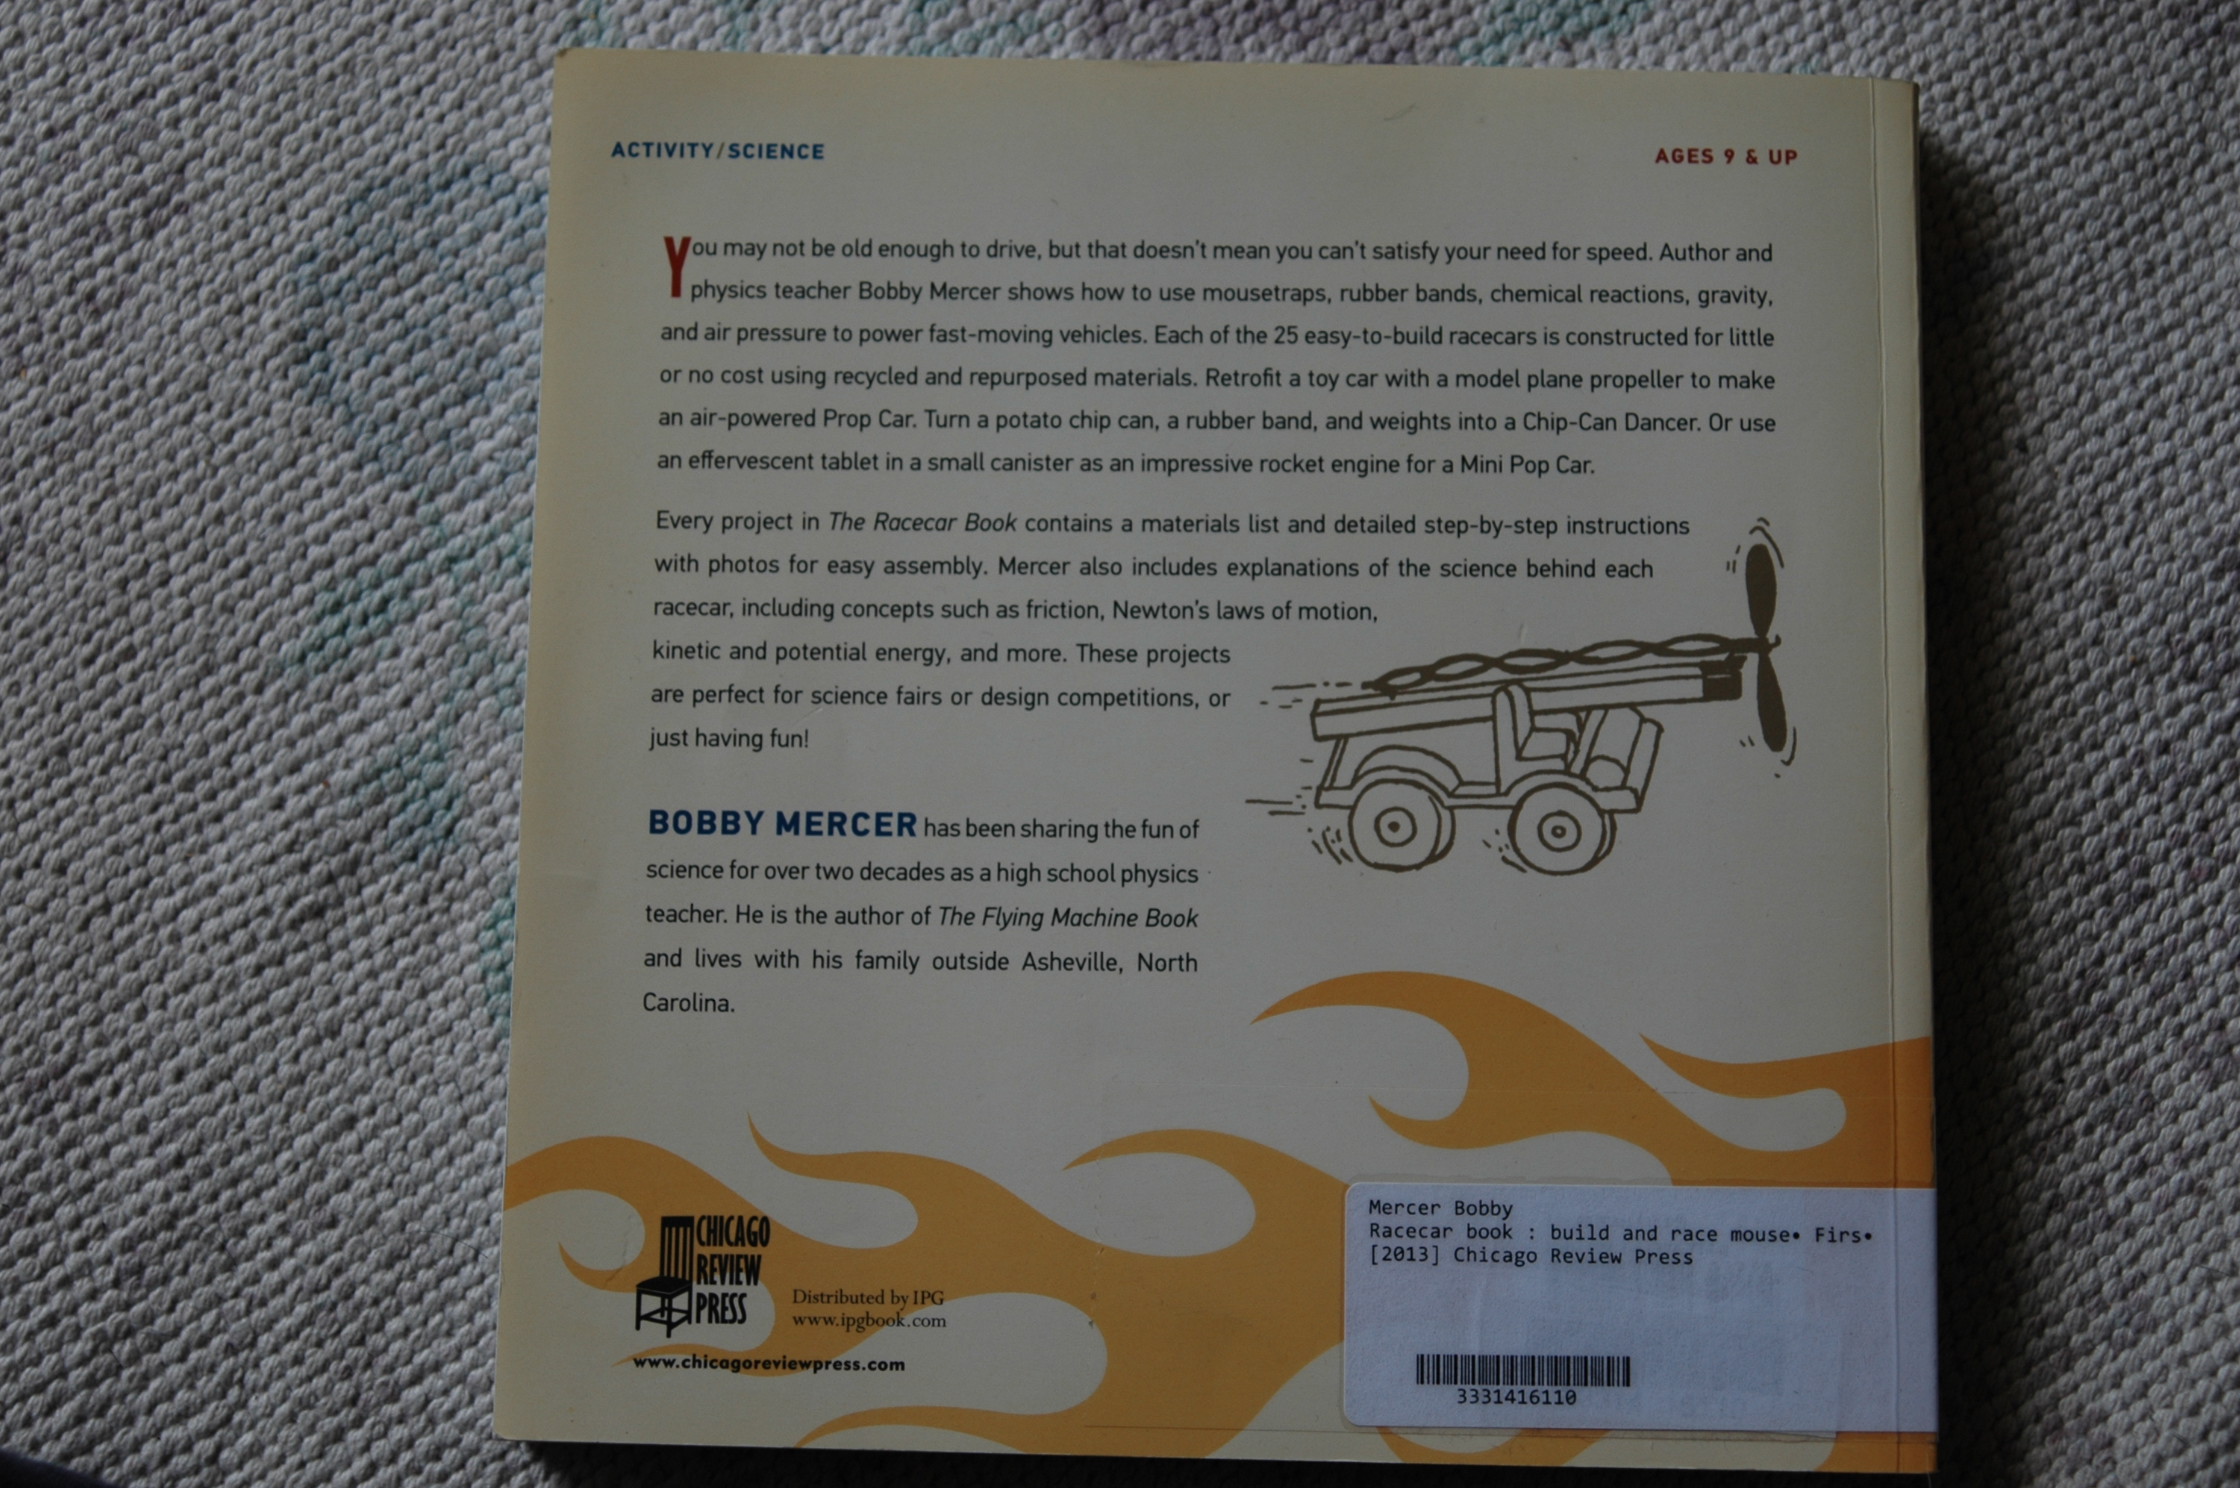 ACTIVITY/SCIENCE
AGES 9 & UP
You may not be old enough to drive, but that doesn't mean you can't satisfy your need for speed. Author and
physics teacher Bobby Mercer shows how to use mousetraps, rubber bands, chemical reactions, gravity,
and air pressure to power fast-moving vehicles. Each of the 25 easy-to-build racecars is constructed for little
or no cost using recycled and repurposed materials. Retrofit a toy car with a model plane propeller to make
an air-powered Prop Car. Turn a potato chip can, a rubber band, and weights into a Chip-Can Dancer. Or use
an effervescent tablet in a small canister as an impressive rocket engine for a Mini Pop Car.
Every project in The Racecar Book contains a materials list and detailed step-by-step instructions
with photos for easy assembly. Mercer also includes explanations of the science behind each
racecar, including concepts such as friction, Newton's laws of motion,
kinetic and potential energy, and more. These projects
are perfect for science fairs or design competitions, or
just having fun!
BOBBY MERCER has been sharing the fun of
science for over two decades as a high school physics
teacher. He is the author of The Flying Machine Book
and lives with his family outside Asheville, North
Carolina.
CHICAGO
REVIEW
PRESS
Distributed by IPG
www.ipgbook.com
www.chicagoreviewpress.com
Mercer Bobby
Racecar book : build and race mouse• Firs•
[2013] Chicago Review Press
3331416110